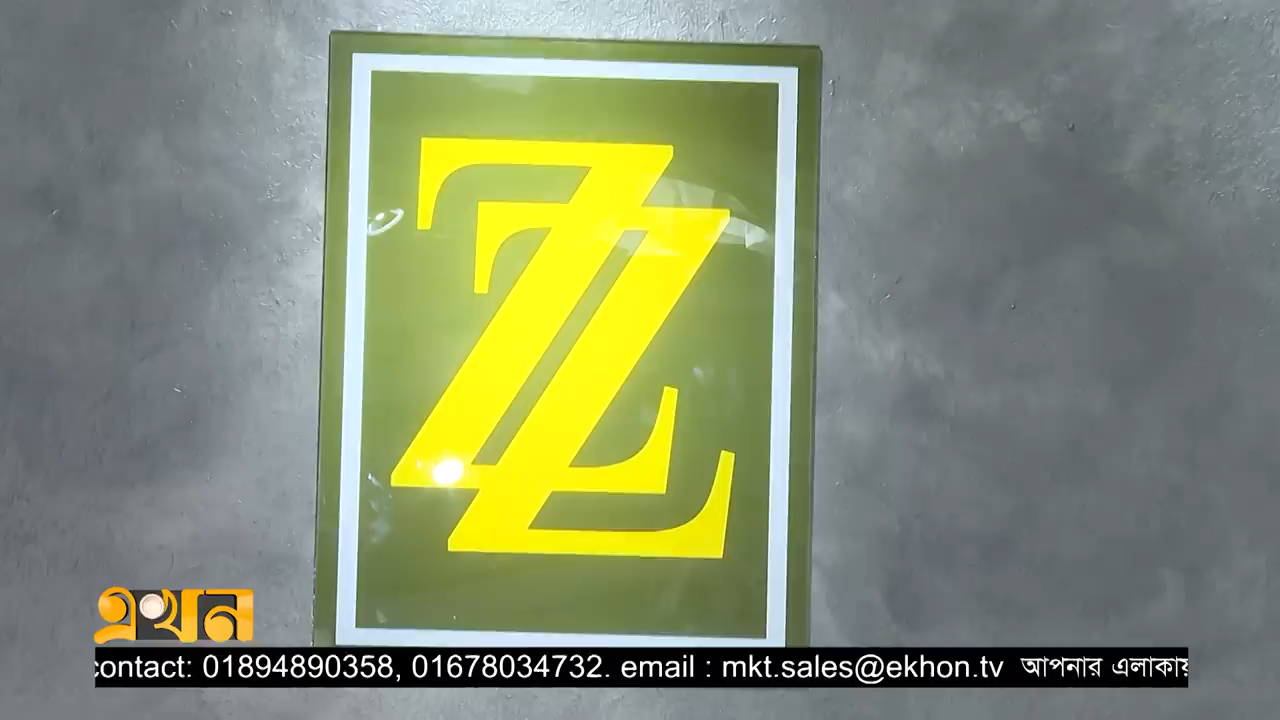 ZZ
এখন
contact: 01894890358, 01678034732. email : mkt.sales@ekhon.tv আপনার এলাকায়